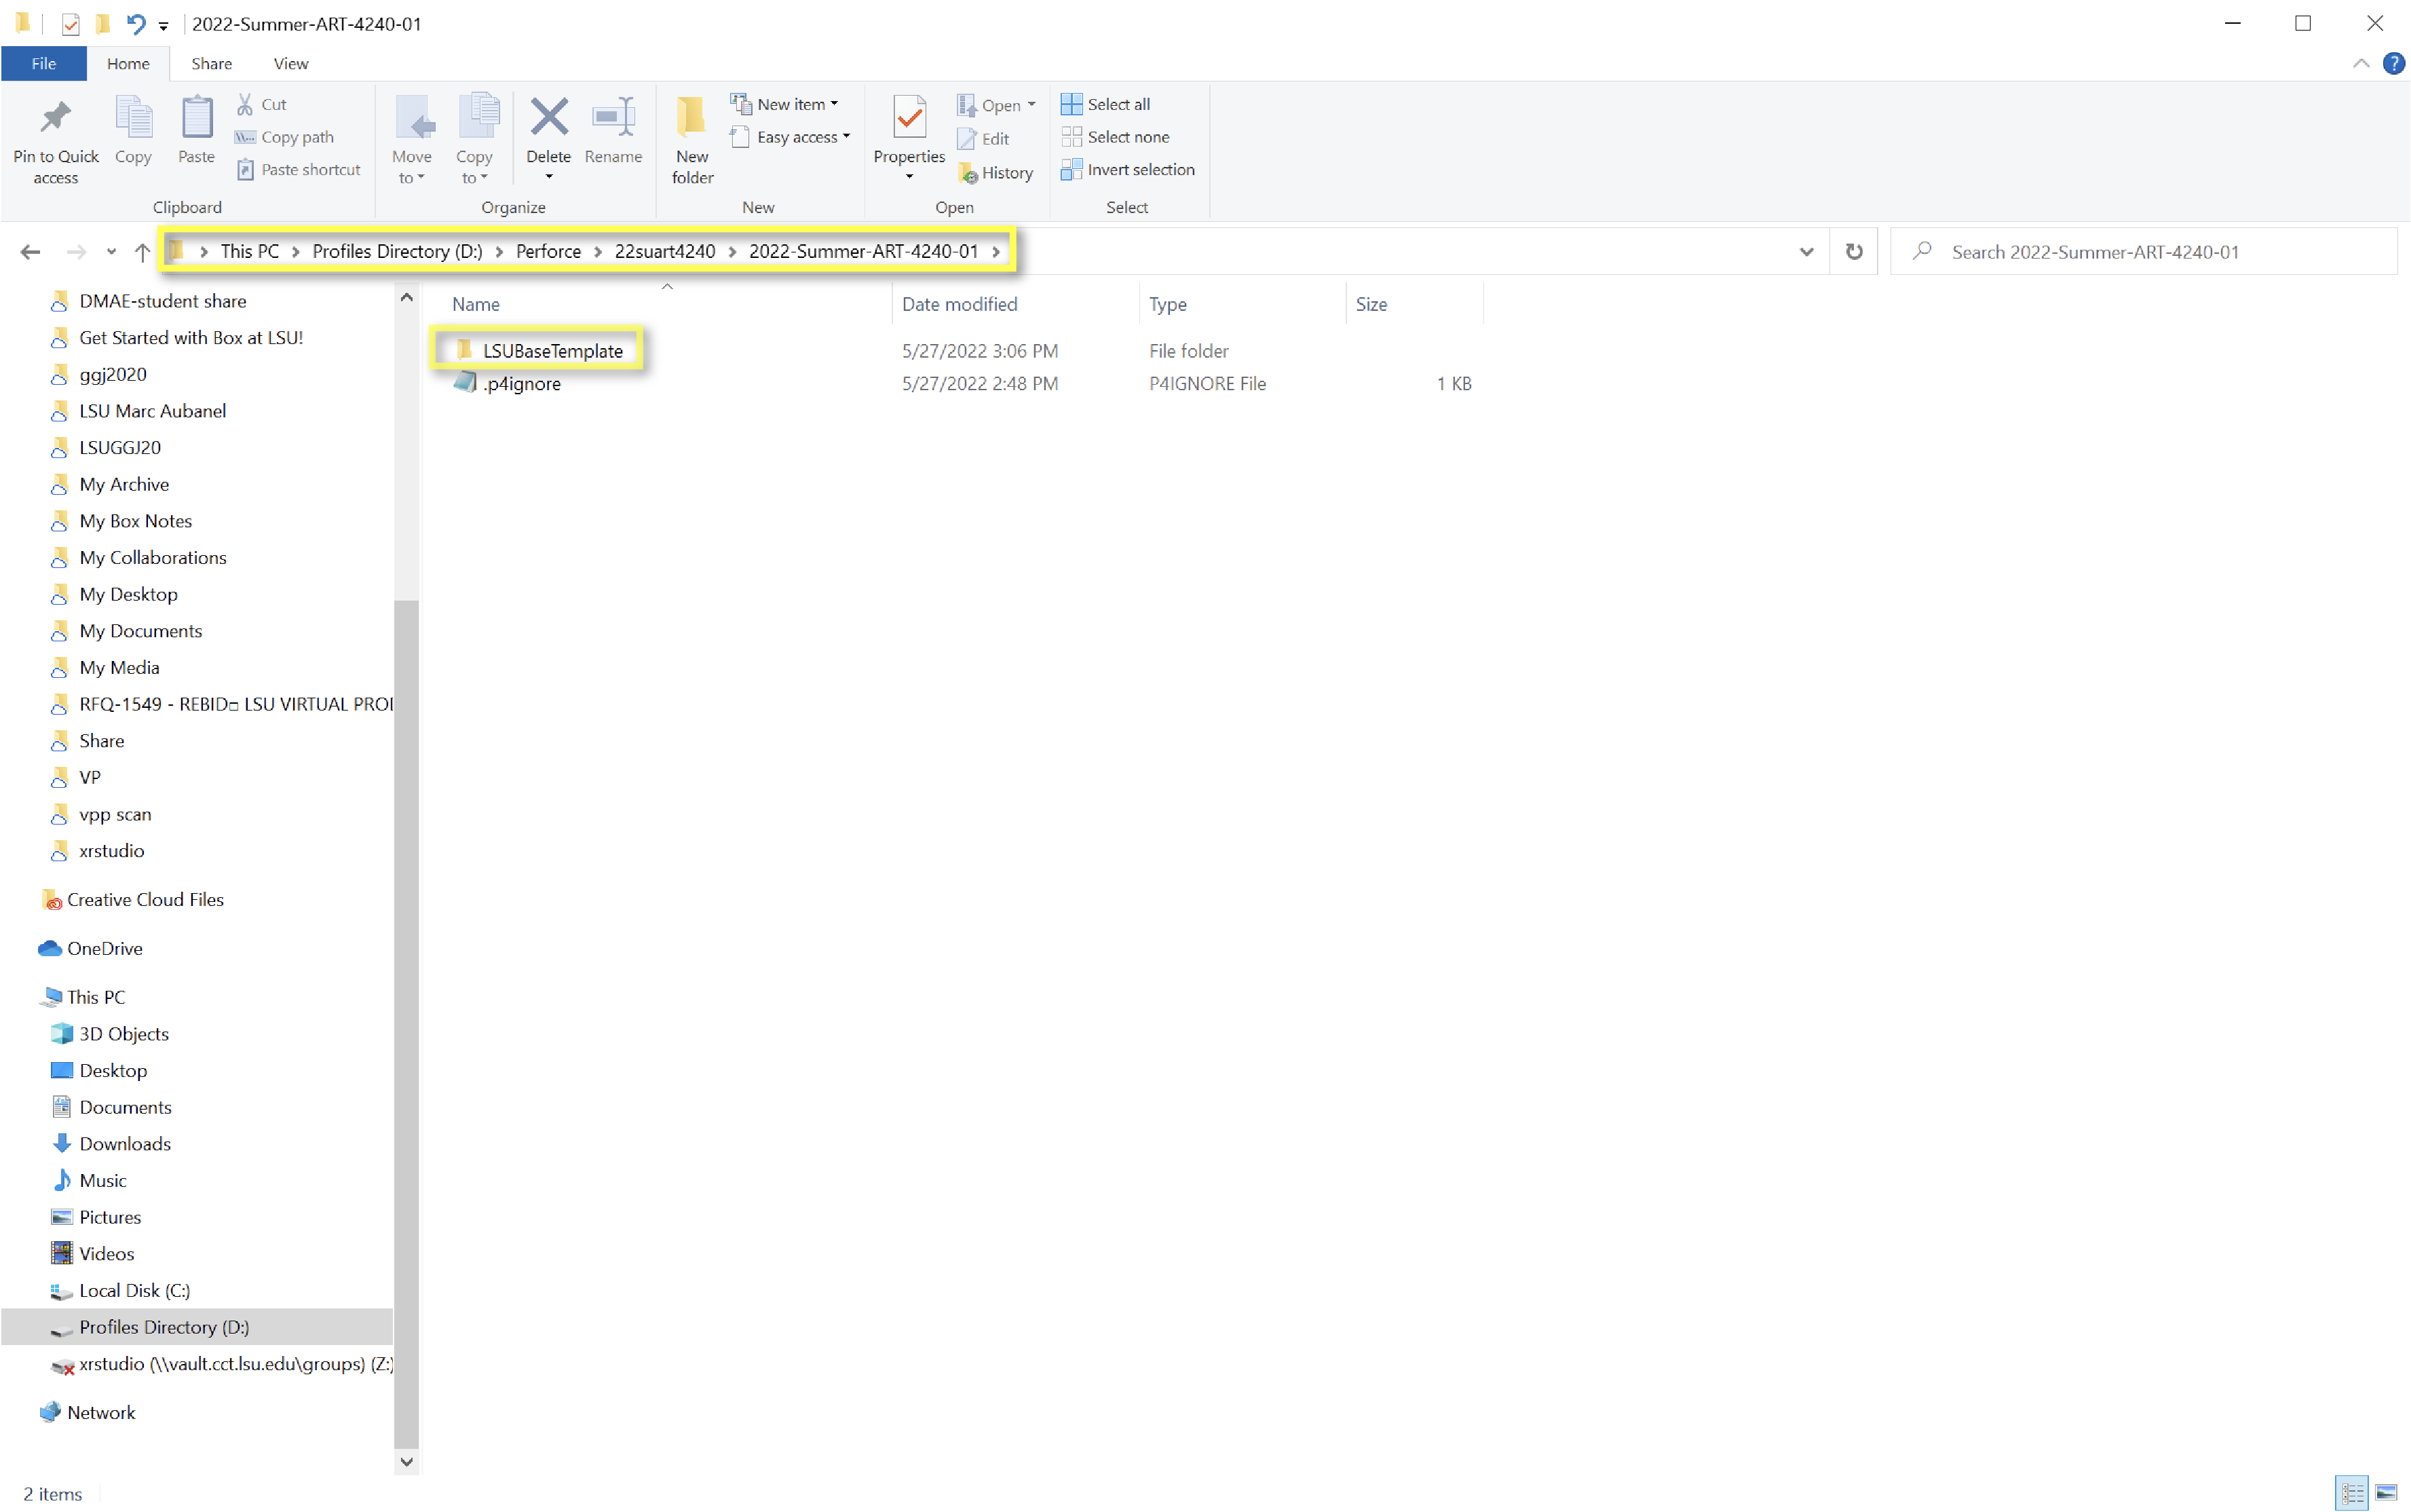 2022-Summer-ART-4240-01
File Home Share View
Pin to Quick access
Copy
Paste
Cut
Copy path
Paste shortcut
Clipboard
Move to
Copy to
Delete
Rename
Organize
New folder
New item
Easy access
New
Properties
Open
Edit
History
Open
Select all
Select none
Invert selection
Select
This PC > Profiles Directory (D:) > Perforce > 22suart4240 > 2022-Summer-ART-4240-01 >
Search 2022-Summer-ART-4240-01
Name Date modified Type Size
LSUBaseTemplate 5/27/2022 3:06 PM File folder
.p4ignore 5/27/2022 2:48 PM P4IGNORE File 1 KB
DMAE-student share
Get Started with Box at LSU!
ggj2020
LSU Marc Aubanel
LSUGGJ20
My Archive
My Box Notes
My Collaborations
My Desktop
My Documents
My Media
RFQ-1549 - REBID□ LSU VIRTUAL PROD
Share
VP
vpp scan
xrstudio
Creative Cloud Files
OneDrive
This PC
3D Objects
Desktop
Documents
Downloads
Music
Pictures
Videos
Local Disk (C:)
Profiles Directory (D:)
xrstudio (\\vault.cct.lsu.edu\groups) (Z:)
Network
2 items